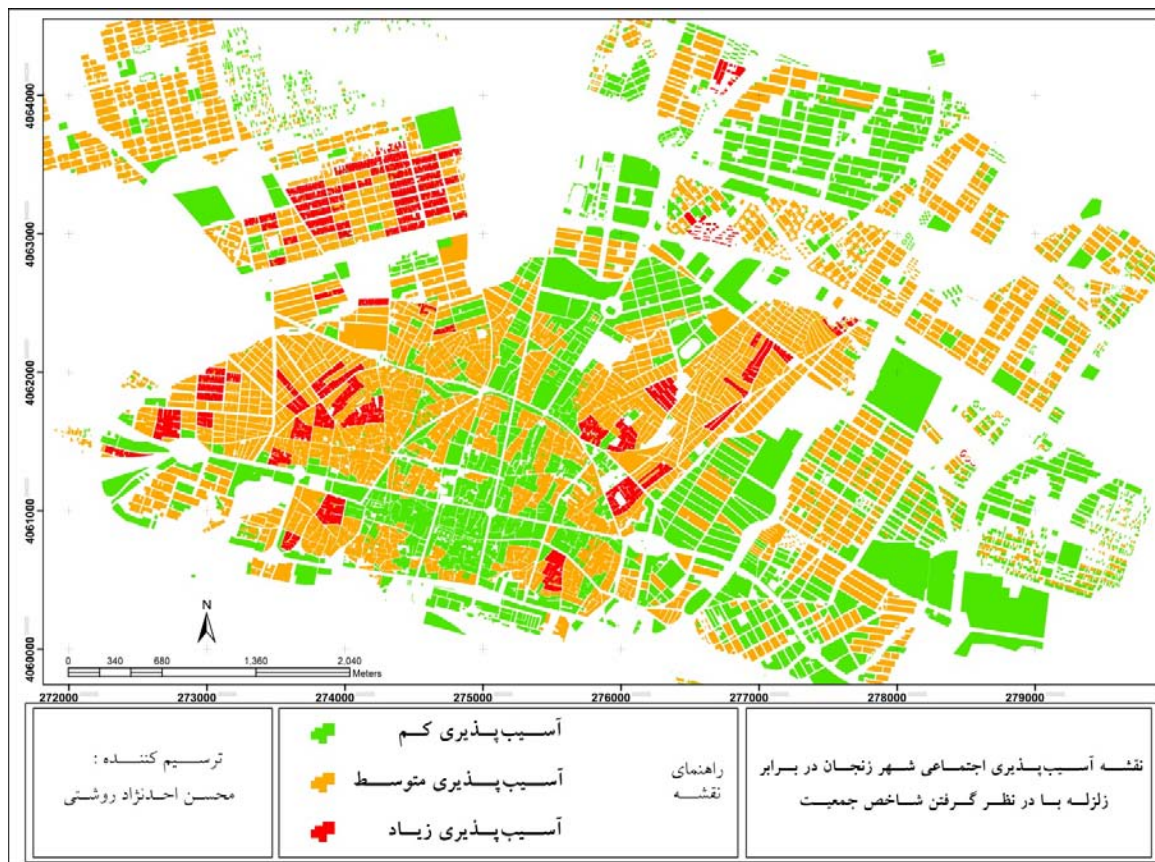 4064000
4063000
4062000
4061000
4060000
N
0 340 680 1,360 2,040
Meters
272000 273000 274000 275000 276000 277000 278000 279000
نقشه آسیب‌پذیری اجتماعی شهر زنجان در برابر
زلزله با در نظر گرفتن شاخص جمعیت
راهنمای
نقشه
آسیب‌پذیری کم
آسیب‌پذیری متوسط
آسیب‌پذیری زیاد
ترسیم کننده :
محسن احدنژاد روشتی